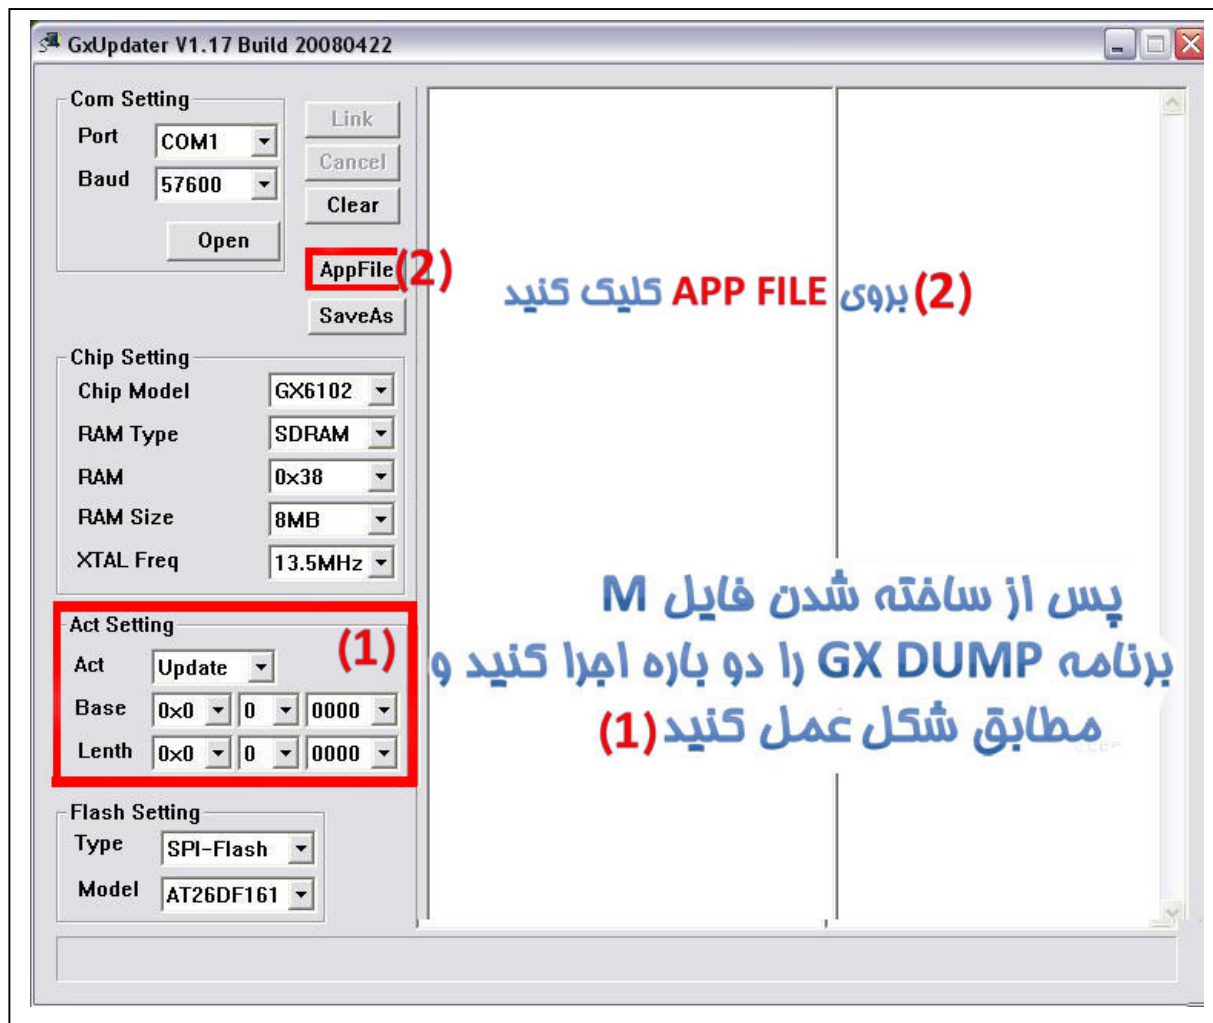 GxUpdater V1.17 Build 20080422
Com Setting
Port COM1
Baud 57600
Open
Link
Cancel
Clear
AppFile (2)
SaveAs
(2) بروی APP FILE کلیک کنید
Chip Setting
Chip Model GX6102
RAM Type SDRAM
RAM 0x38
RAM Size 8MB
XTAL Freq 13.5MHz
Act Setting (1)
Act Update
Base 0x0 0 0000
Lenth 0x0 0 0000
پس از ساخته شدن فایل M
برنامه GX DUMP را دو باره اجرا کنید و
مطابق شکل عمل کنید (1)
Flash Setting
Type SPI-Flash
Model AT26DF161